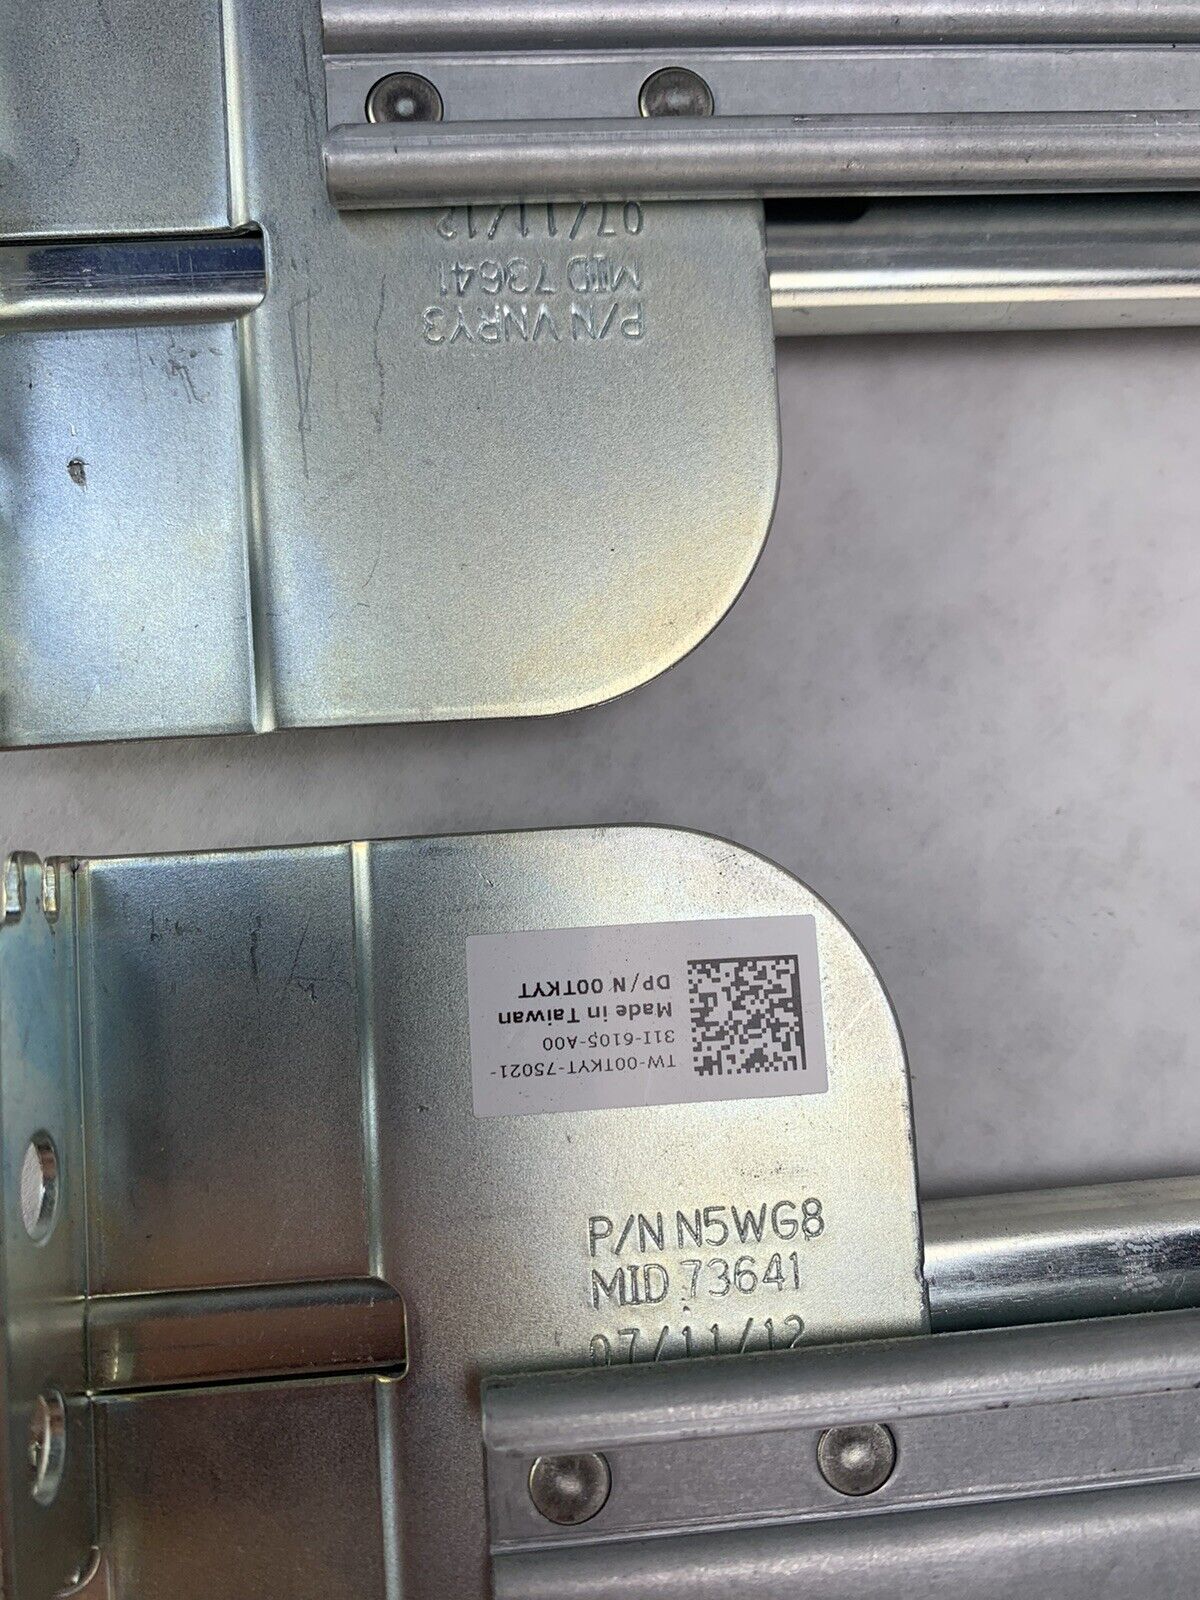 P/N VNRY3
MID 73641
07/11/12
TW-00TKYT-75021-
31I-6105-A00
Made in Taiwan
DP/N 00TKYT
P/N N5WG8
MID 73641
07/11/12